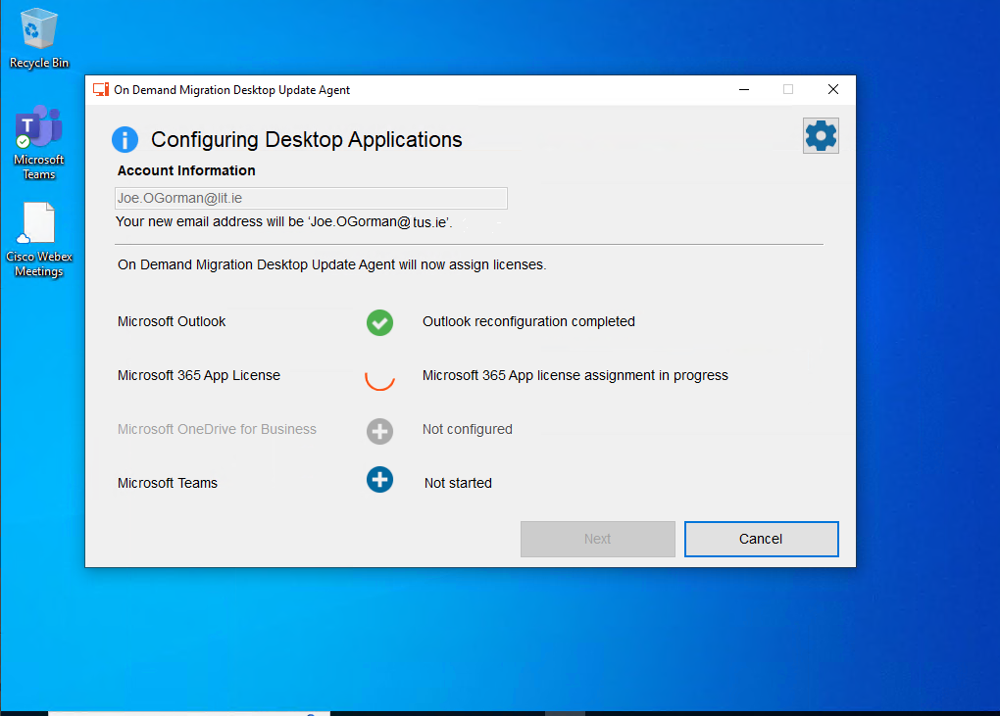 Recycle Bin
Microsoft
Teams
Cisco Webex
Meetings
On Demand Migration Desktop Update Agent
Configuring Desktop Applications
Account Information
Joe.OGorman@lit.ie
Your new email address will be ‘Joe.OGorman@ tus.ie’.
On Demand Migration Desktop Update Agent will now assign licenses.
Microsoft Outlook Outlook reconfiguration completed
Microsoft 365 App License Microsoft 365 App license assignment in progress
Microsoft OneDrive for Business Not configured
Microsoft Teams Not started
Next Cancel